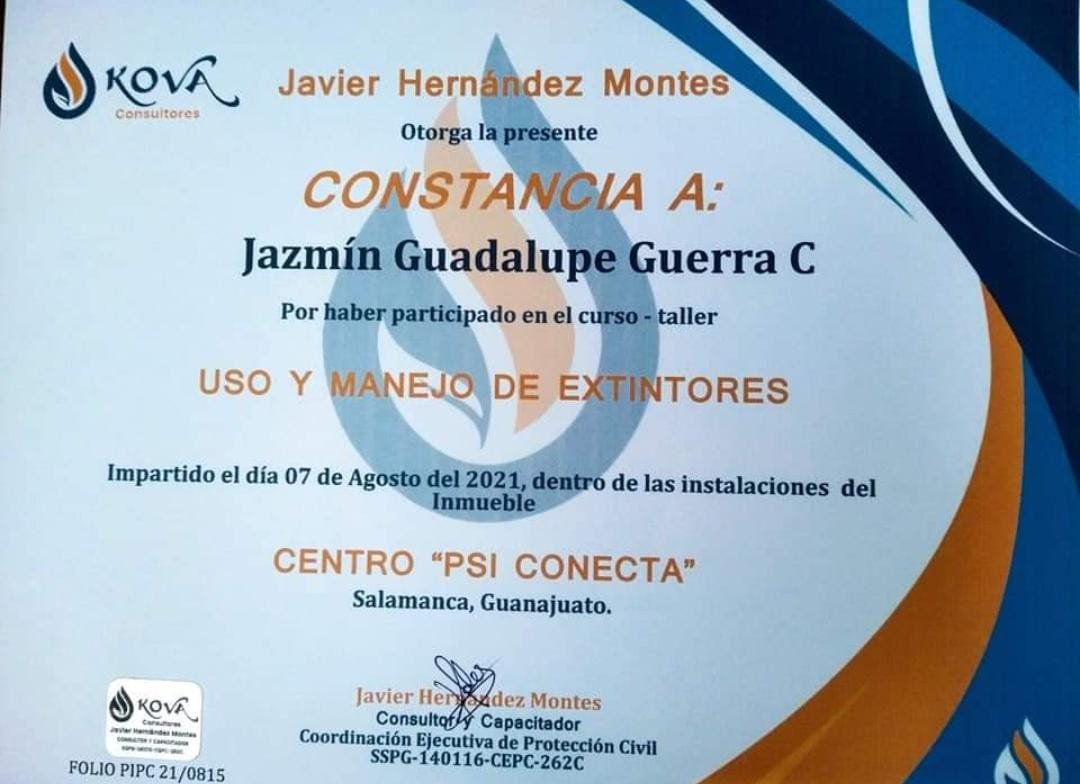 KOVA
Consultores
Javier Hernández Montes
Otorga la presente
CONSTANCIA A:
Jazmín Guadalupe Guerra C
Por haber participado en el curso - taller
USO Y MANEJO DE EXTINTORES
Impartido el día 07 de Agosto del 2021, dentro de las instalaciones del
Inmueble
CENTRO “PSI CONECTA”
Salamanca, Guanajuato.
Javier Hernández Montes
Consultor y Capacitador
Coordinación Ejecutiva de Protección Civil
SSPG-140116-CEPC-262C
KOVA
Consultores
Javier Hernández Montes
CONSULTOR Y CAPACITADOR
FOLIO PIPC 21/0815